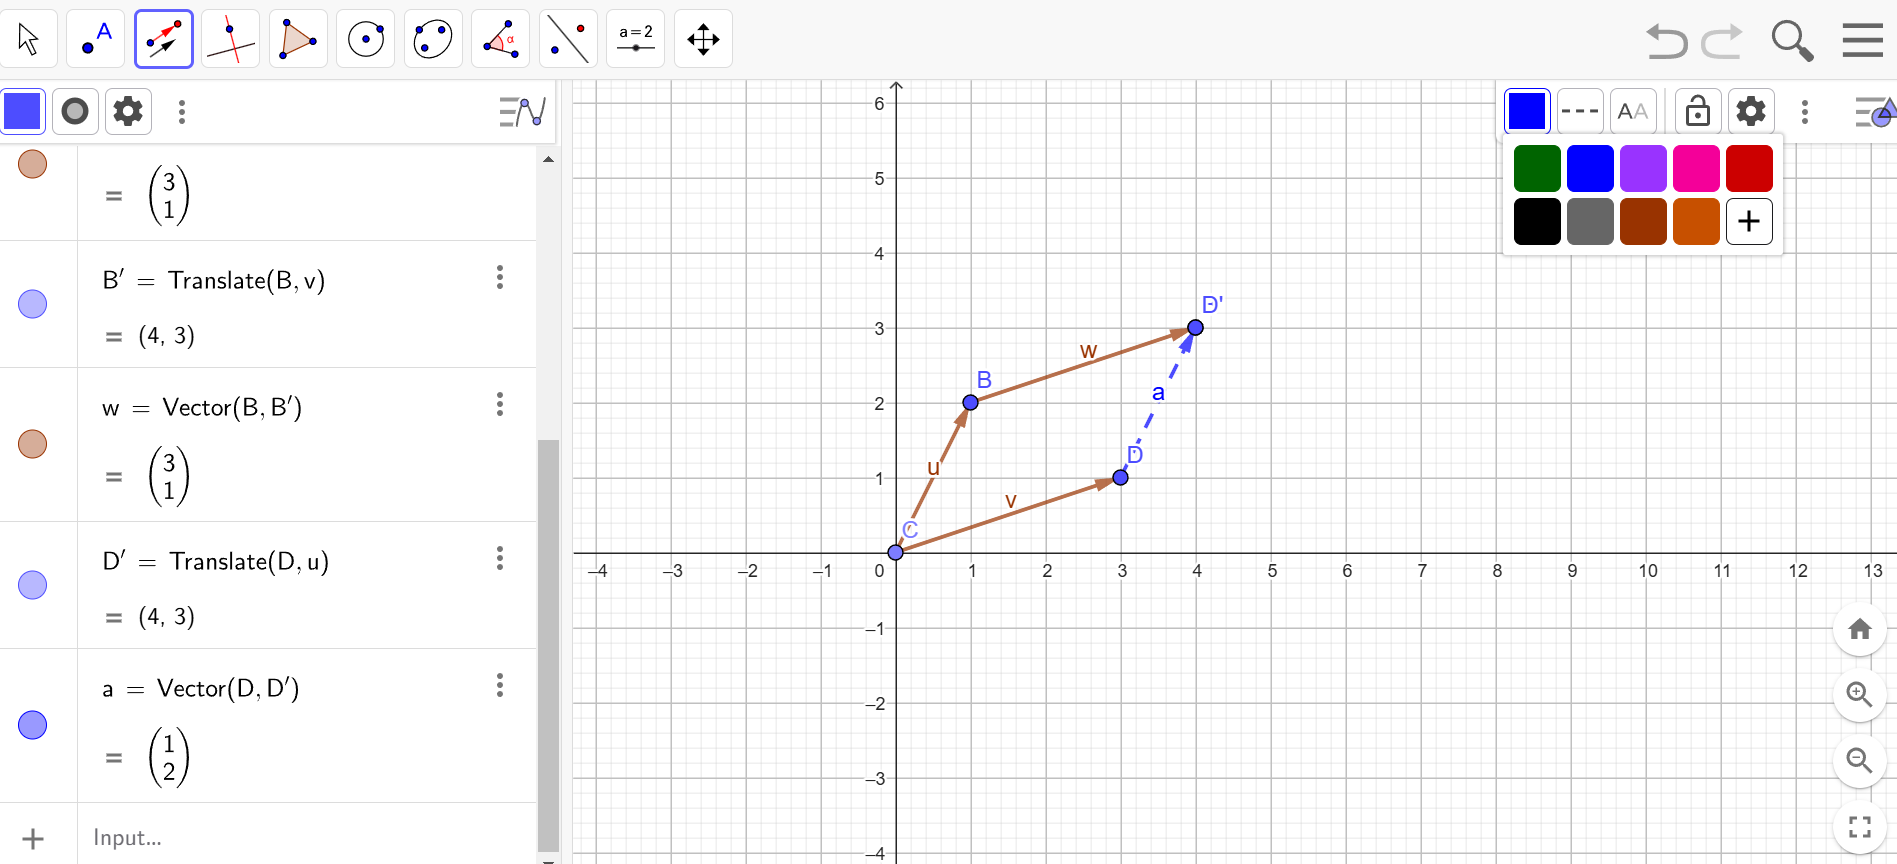 A
α
a = 2
AA
= (3
1)
B′ = Translate(B, v)
= (4, 3)
w = Vector(B, B′)
= (3
1)
D′ = Translate(D, u)
= (4, 3)
a = Vector(D, D′)
= (1
2)
+ Input...
6
5
4
3
2
1
–1
–2
–3
–4
–4 –3 –2 –1 0 1 2 3 4 5 6 7 8 9 10 11 12 13
D'
w
B
a
D
u
v
C